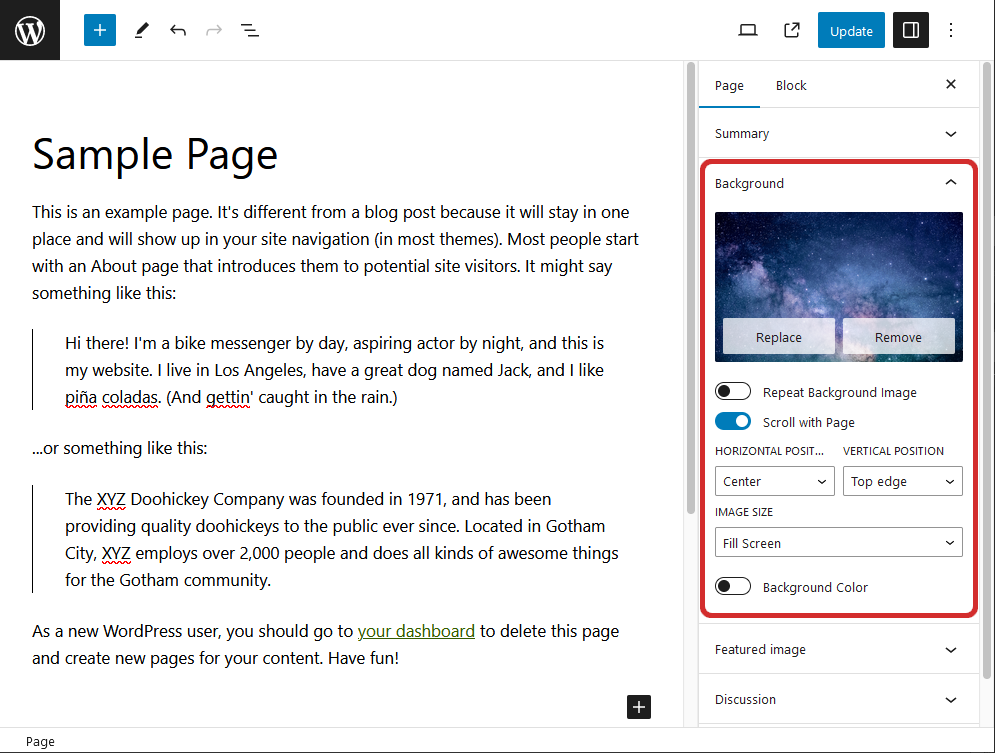 Update
Page
Block
Summary
Sample Page
Background
This is an example page. It's different from a blog post because it will stay in one
place and will show up in your site navigation (in most themes). Most people start
with an About page that introduces them to potential site visitors. It might say
something like this:
Hi there! I'm a bike messenger by day, aspiring actor by night, and this is
my website. I live in Los Angeles, have a great dog named Jack, and I like
piña coladas. (And gettin' caught in the rain.)
...or something like this:
The XYZ Doohickey Company was founded in 1971, and has been
providing quality doohickeys to the public ever since. Located in Gotham
City, XYZ employs over 2,000 people and does all kinds of awesome things
for the Gotham community.
As a new WordPress user, you should go to your dashboard to delete this page
and create new pages for your content. Have fun!
Replace
Remove
Repeat Background Image
Scroll with Page
HORIZONTAL POSIT...
VERTICAL POSITION
Center
Top edge
IMAGE SIZE
Fill Screen
Background Color
Featured image
Discussion
Page